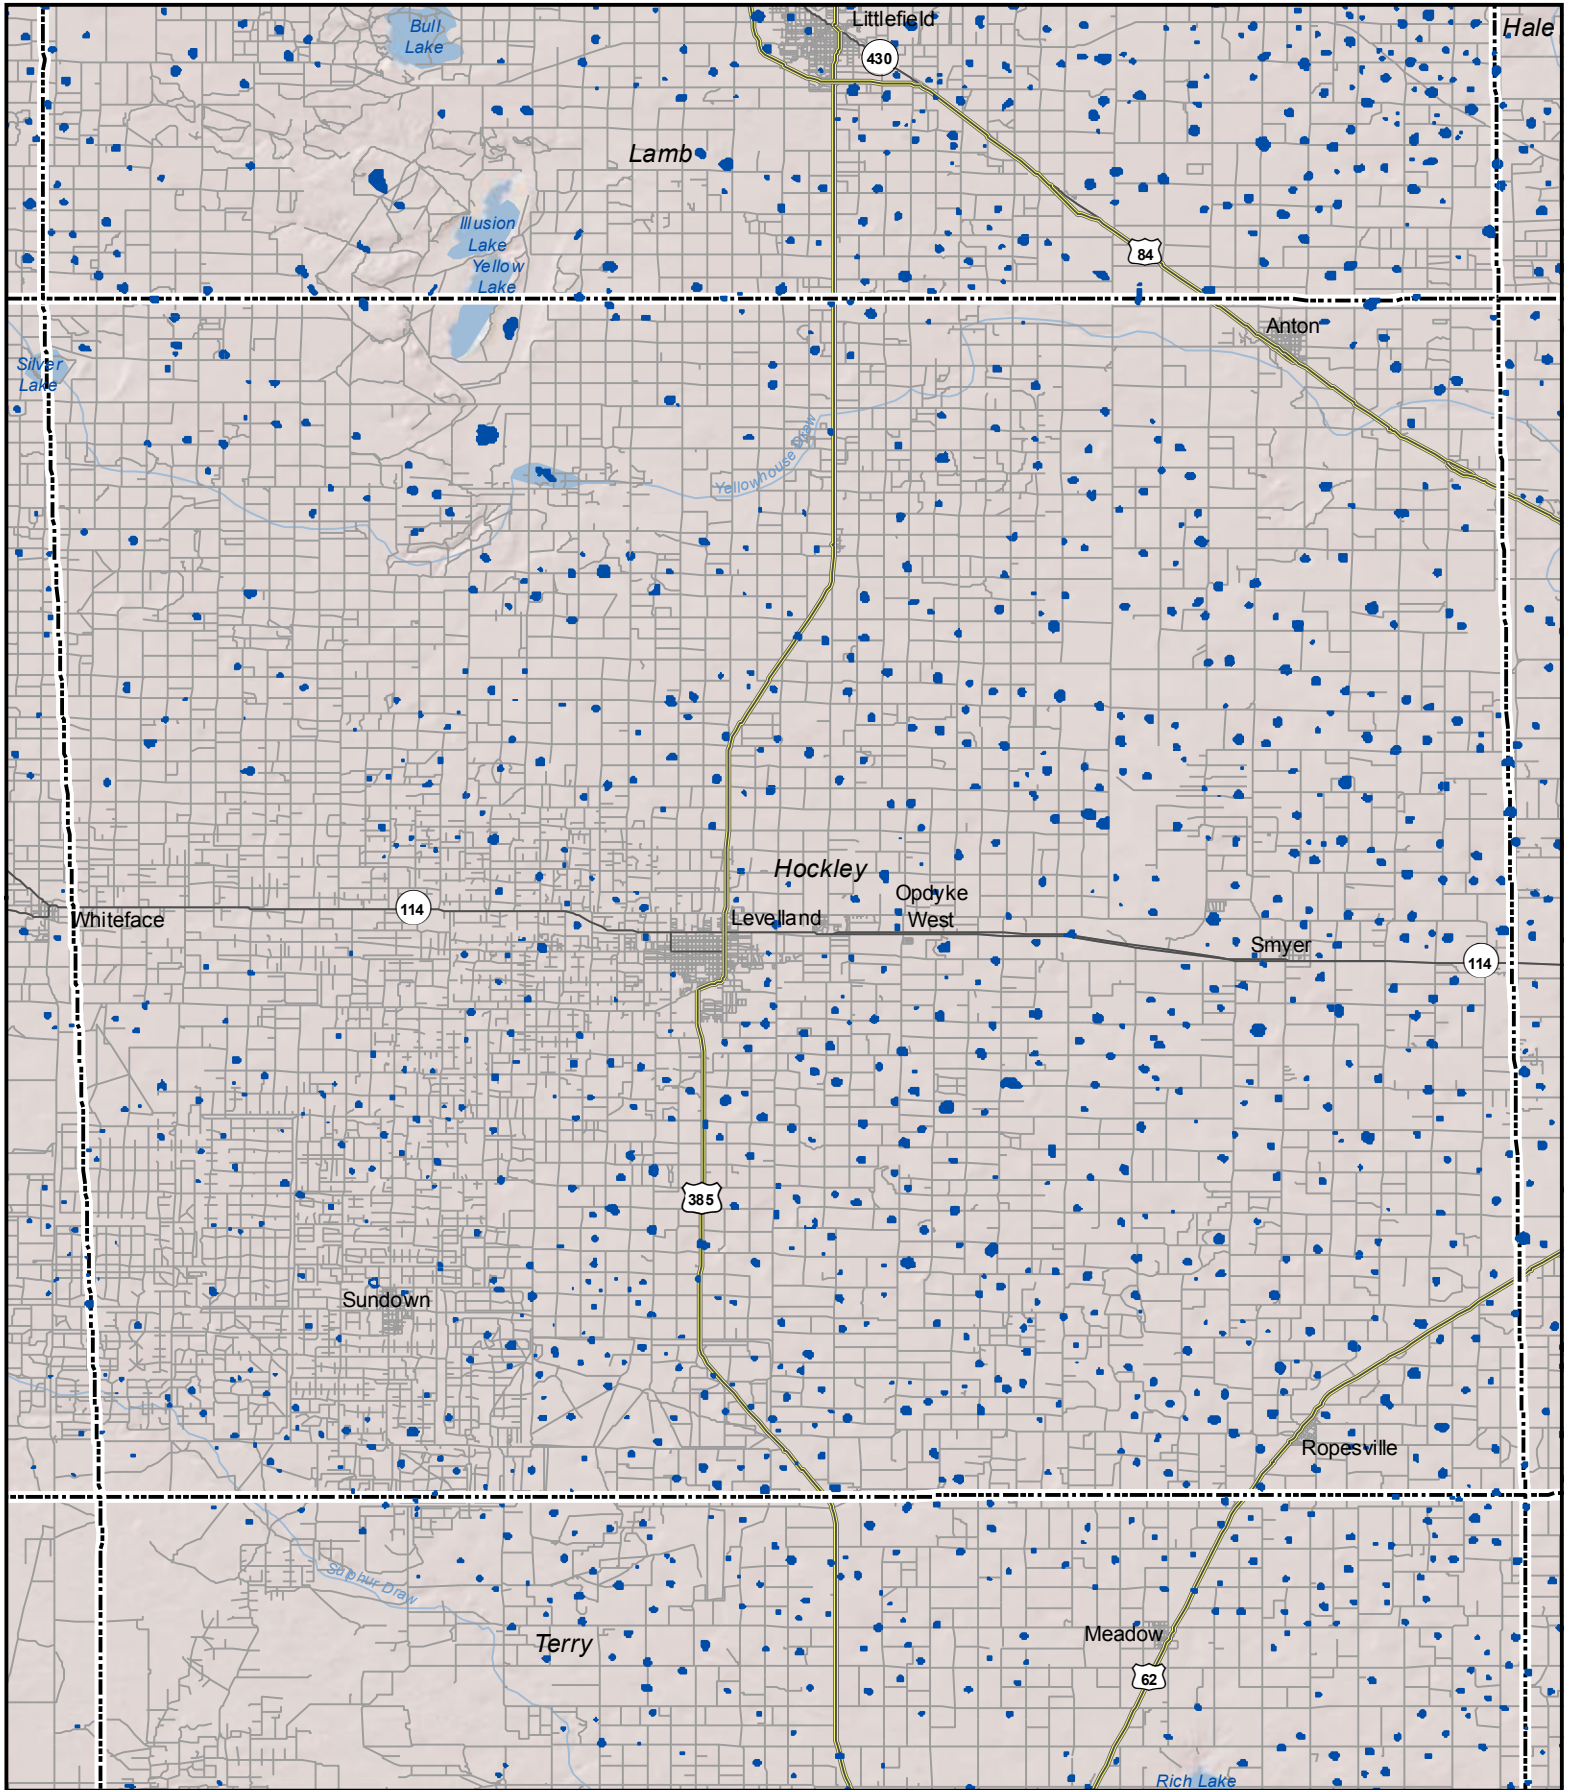 Littlefield
Hale
Bull
Lake
430
Lamb
Illusion
Lake
Yellow
Lake
84
Anton
Silver
Lake
Yellowhouse Draw
Hockley
Opdyke
West
114
Whiteface
Levelland
Smyer
114
385
Sundown
Ropesville
Sulphur Draw
Terry
Meadow
62
Rich Lake